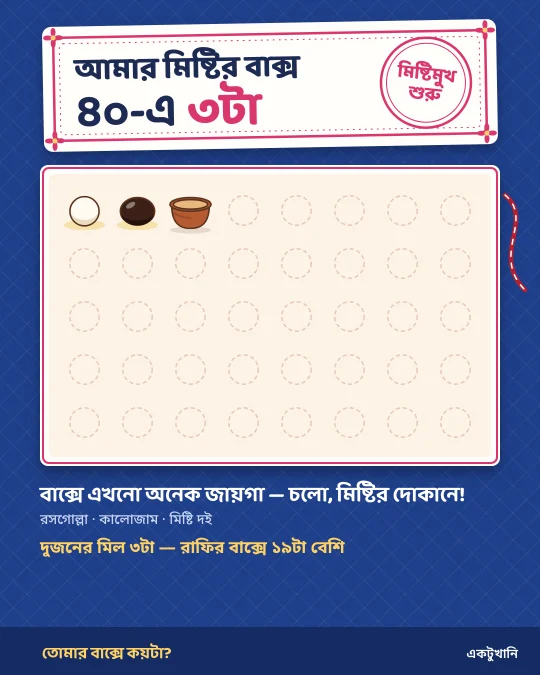 আমার মিষ্টির বাক্স
৪০-এ ৩টা
মিষ্টিমুখ
শুরু
বাক্সে এখনো অনেক জায়গা — চলো, মিষ্টির দোকানে!
রসগোল্লা · কালোজাম · মিষ্টি দই
দুজনের মিল ৩টা — রাফির বাক্সে ১৯টা বেশি
তোমার বাক্সে কয়টা?
একটুখানি